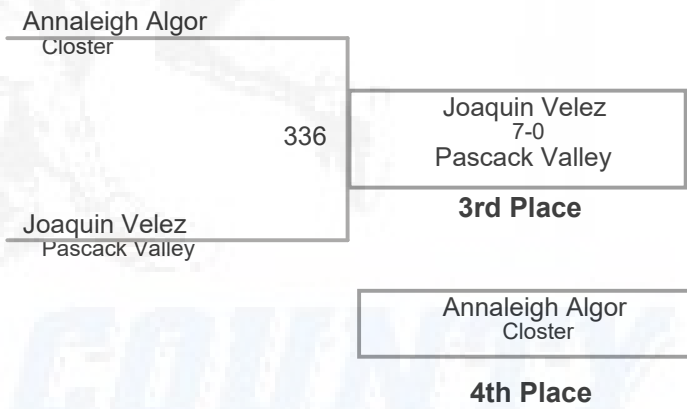 Annaleigh Algor
Closter
336
Joaquin Velez
7-0
Pascack Valley
3rd Place
Joaquin Velez
Pascack Valley
Annaleigh Algor
Closter
4th Place
COUNTY